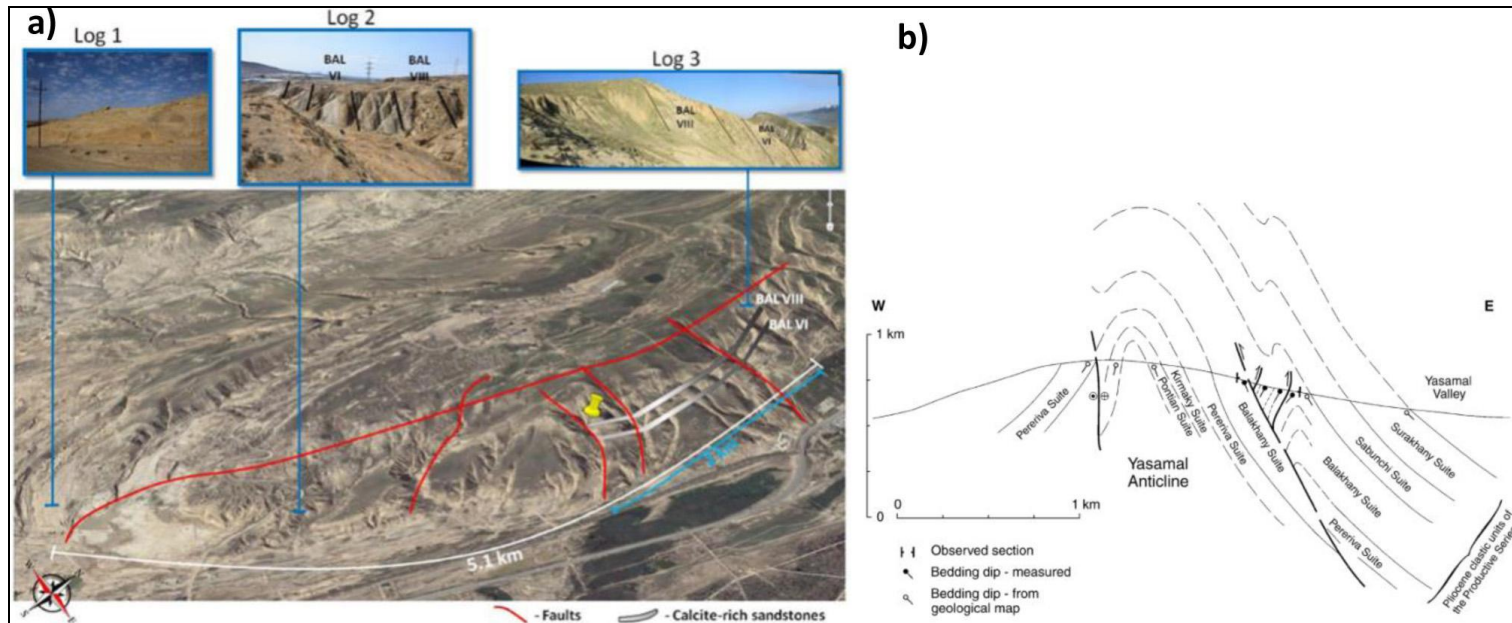 a)
Log 1
Log 2
Log 3
BAL VI
BAL VIII
BAL VIII
BAL VI
BAL VIII
BAL VI
5.1 km
- Faults
- Calcite-rich sandstones
b)
W
E
1 km
0
0
1 km
Yasamal Valley
Pereriva Suite
Pontian Suite
Kirmaky Suite
Pereriva Suite
Balakhany Suite
Balakhany Suite
Sabunchi Suite
Surakhany Suite
Pereriva Suite
Yasamal
Anticline
Pliocene clastic units of
the Productive Series
Observed section
Bedding dip - measured
Bedding dip - from
geological map